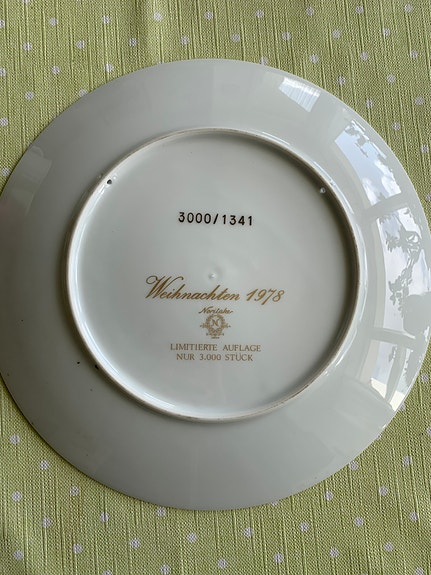 3000/1341
Weihnachten 1978
Noritake
N
LIMITIERTE AUFLAGE
NUR 3.000 STÜCK